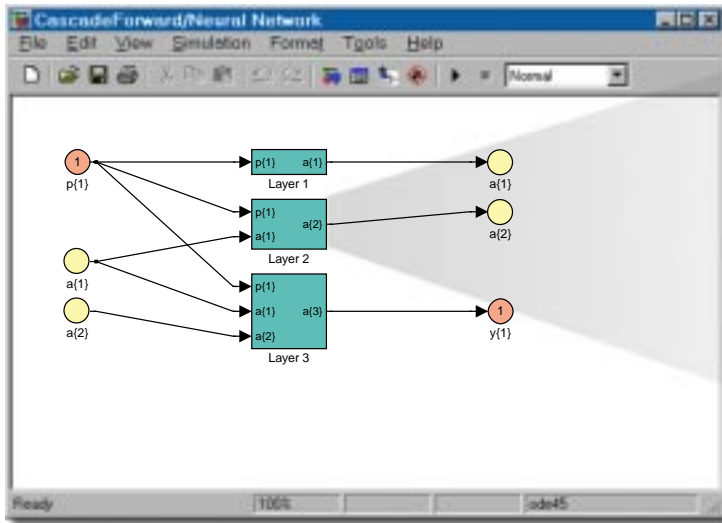 CascadeForward/Neural Network
File Edit View Simulation Format Tools Help
Normal
1
p{1}
p{1} a{1}
Layer 1
a{1}
p{1}
a{1}
a{2}
Layer 2
a{2}
a{1}
a{2}
p{1}
a{1}
a{2}
a{3}
Layer 3
1
y{1}
Ready 100% ode45